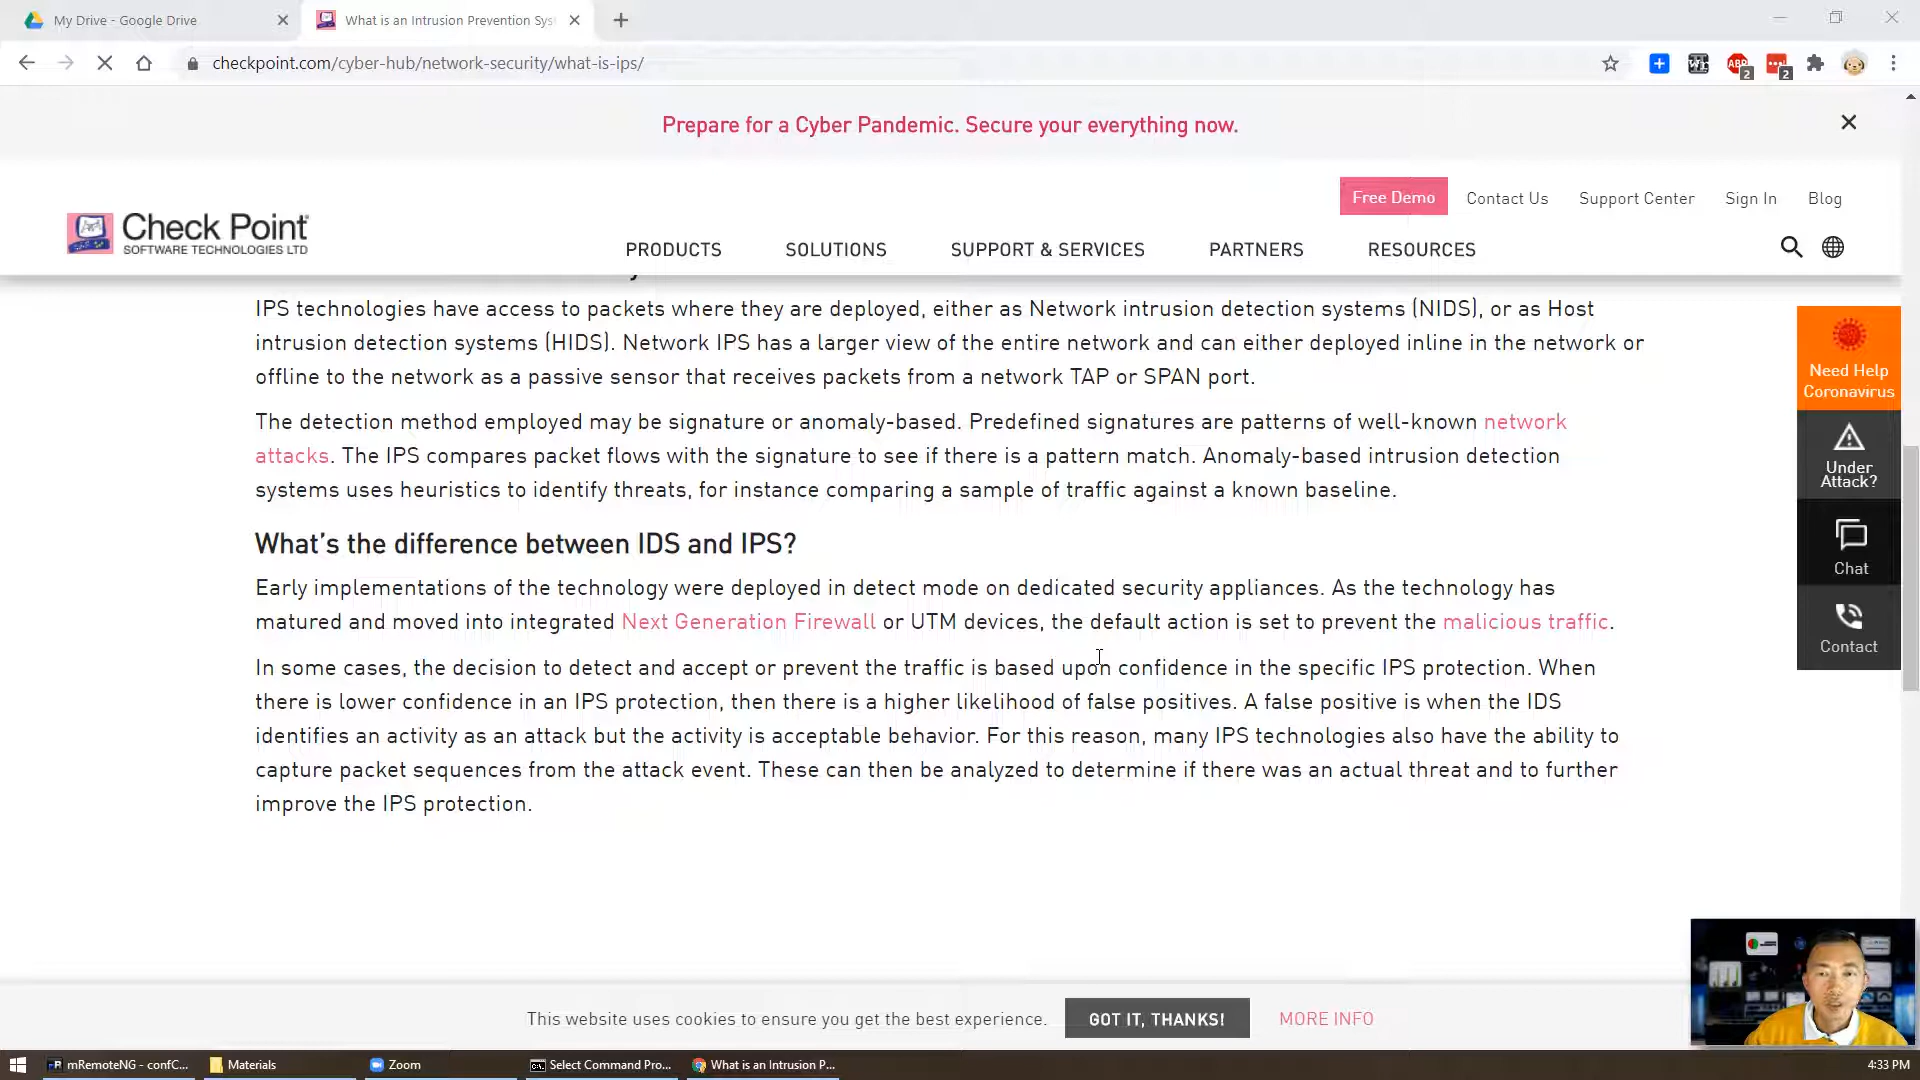 My Drive - Google Drive
What is an Intrusion Prevention Sys
checkpoint.com/cyber-hub/network-security/what-is-ips/
ABP
2
2
Prepare for a Cyber Pandemic. Secure your everything now.
Free Demo
Contact Us
Support Center
Sign In
Blog
Check Point
SOFTWARE TECHNOLOGIES LTD
PRODUCTS
SOLUTIONS
SUPPORT & SERVICES
PARTNERS
RESOURCES
IPS technologies have access to packets where they are deployed, either as Network intrusion detection systems (NIDS), or as Host
intrusion detection systems (HIDS). Network IPS has a larger view of the entire network and can either deployed inline in the network or
offline to the network as a passive sensor that receives packets from a network TAP or SPAN port.
The detection method employed may be signature or anomaly-based. Predefined signatures are patterns of well-known network
attacks. The IPS compares packet flows with the signature to see if there is a pattern match. Anomaly-based intrusion detection
systems uses heuristics to identify threats, for instance comparing a sample of traffic against a known baseline.
What's the difference between IDS and IPS?
Early implementations of the technology were deployed in detect mode on dedicated security appliances. As the technology has
matured and moved into integrated Next Generation Firewall or UTM devices, the default action is set to prevent the malicious traffic.
In some cases, the decision to detect and accept or prevent the traffic is based upon confidence in the specific IPS protection. When
there is lower confidence in an IPS protection, then there is a higher likelihood of false positives. A false positive is when the IDS
identifies an activity as an attack but the activity is acceptable behavior. For this reason, many IPS technologies also have the ability to
capture packet sequences from the attack event. These can then be analyzed to determine if there was an actual threat and to further
improve the IPS protection.
Need Help
Coronavirus
Under
Attack?
Chat
Contact
This website uses cookies to ensure you get the best experience.
GOT IT, THANKS!
MORE INFO
mRemoteNG - confC...
Materials
Zoom
Select Command Pro...
What is an Intrusion P...
4:33 PM